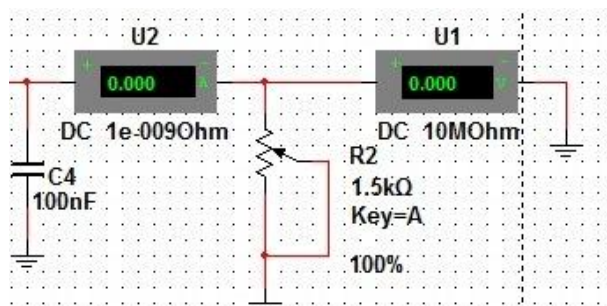 U2
+ -
0.000 A
DC 1e-009Ohm
U1
+ -
0.000 V
DC 10MOhm
C4
100nF
R2
1.5kΩ
Key=A
100%